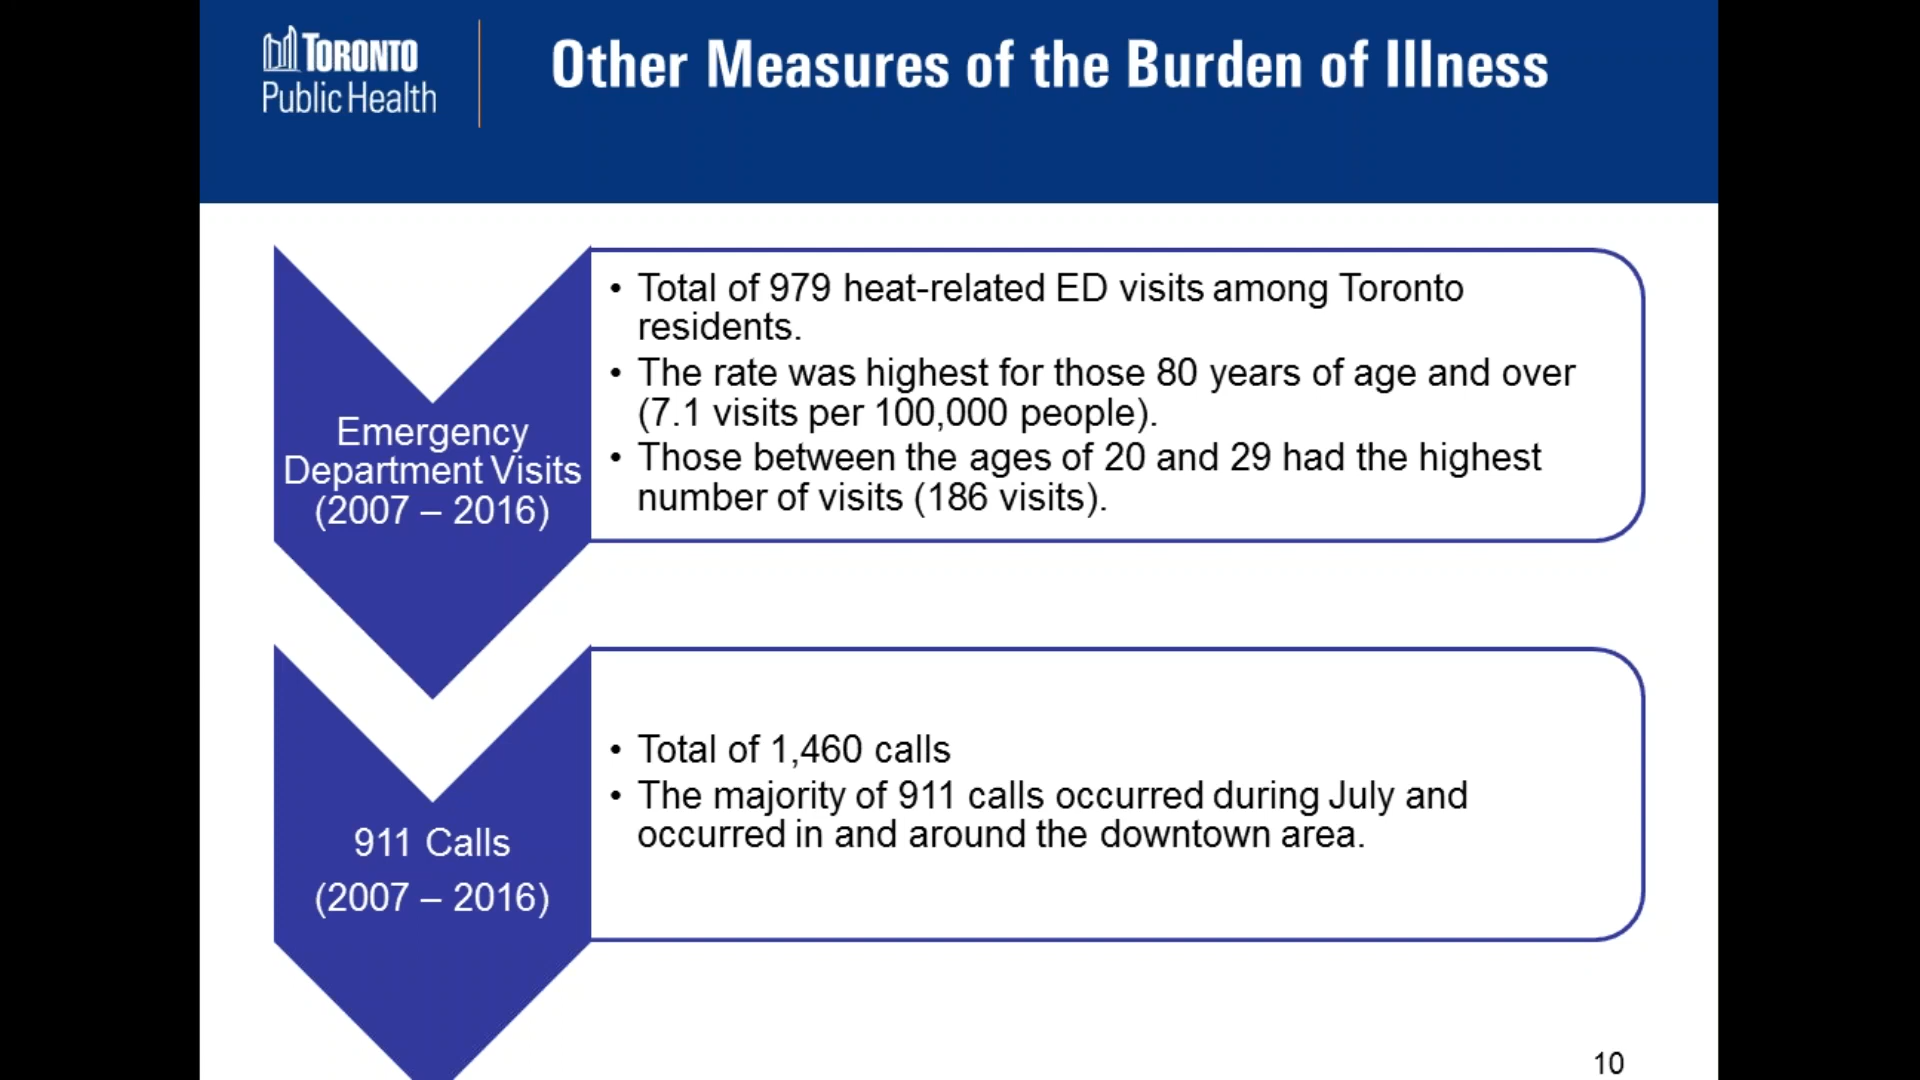 TORONTO
Public Health
Other Measures of the Burden of Illness
Emergency
Department Visits
(2007 – 2016)
• Total of 979 heat-related ED visits among Toronto
residents.
• The rate was highest for those 80 years of age and over
(7.1 visits per 100,000 people).
• Those between the ages of 20 and 29 had the highest
number of visits (186 visits).
911 Calls
(2007 – 2016)
• Total of 1,460 calls
• The majority of 911 calls occurred during July and
occurred in and around the downtown area.
10